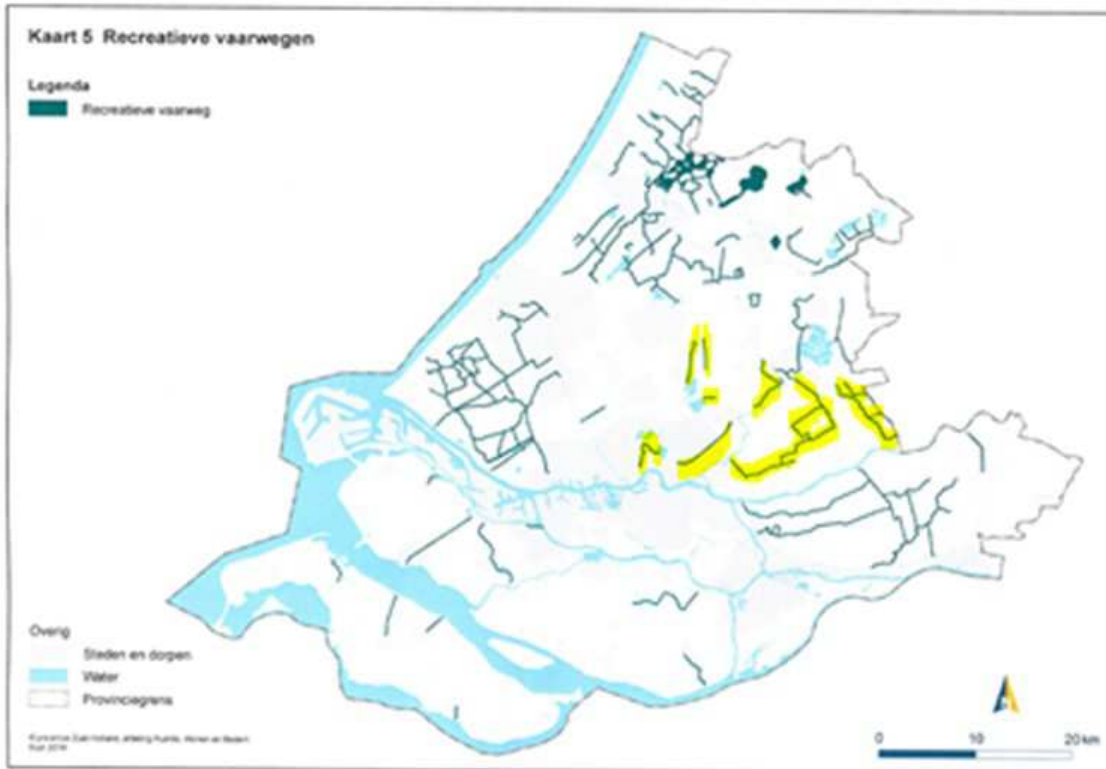 Kaart 5 Recreatieve vaarwegen
Legenda
Recreatieve vaarweg
Overig
Steden en dorpen
Water
Provinciegrens
0 10 20 km